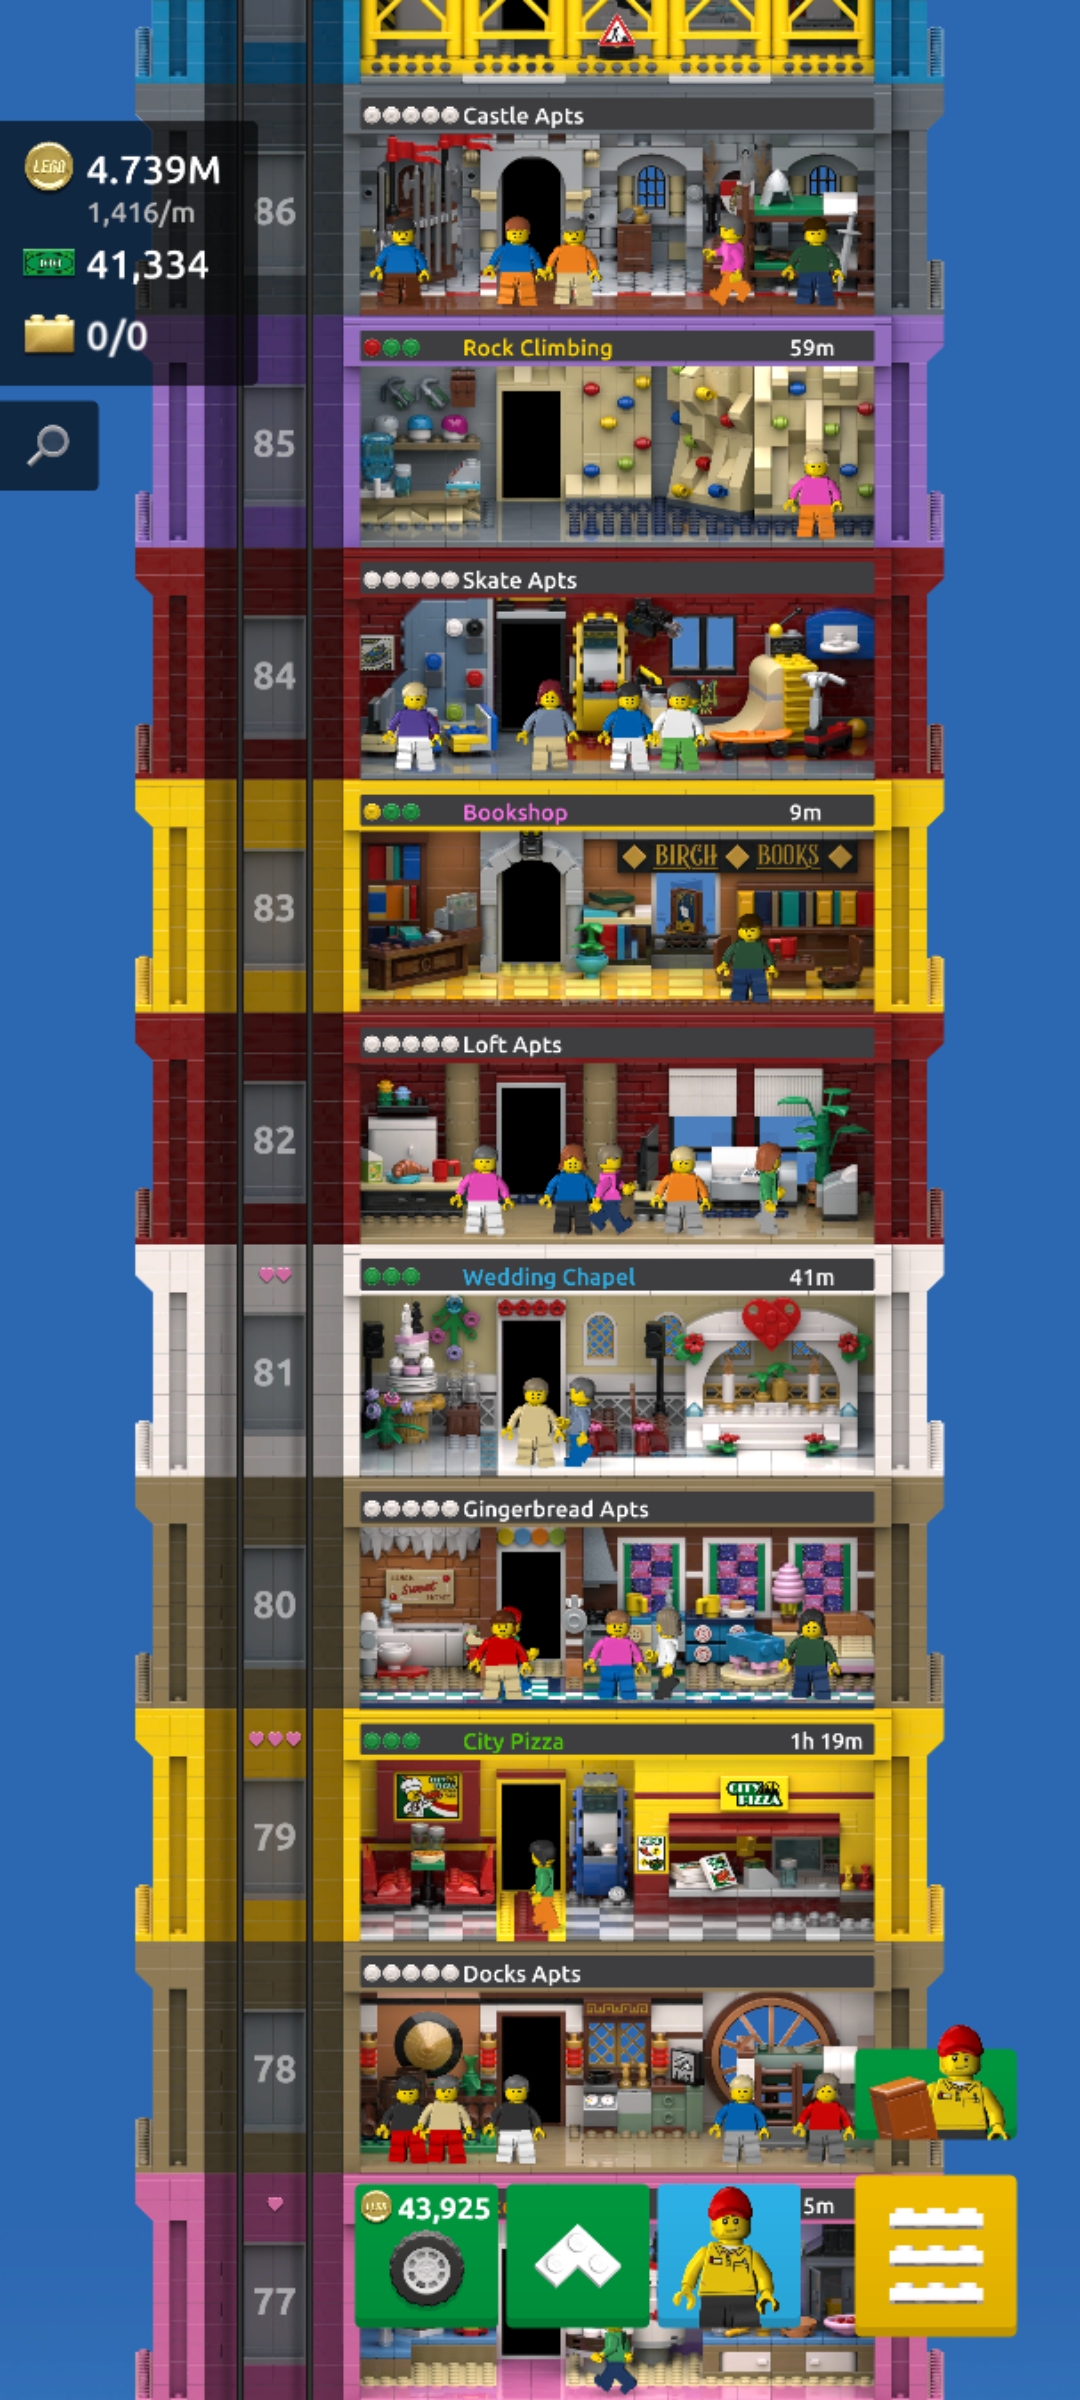 Castle Apts
LEGO
4.739M
1,416/m
86
41,334
0/0
Rock Climbing
59m
85
Skate Apts
84
Bookshop
9m
BIRCH BOOKS
83
Loft Apts
82
Wedding Chapel
41m
81
Gingerbread Apts
Sweet
80
City Pizza
1h 19m
CITY
PIZZA
79
Docks Apts
78
43,925
5m
77